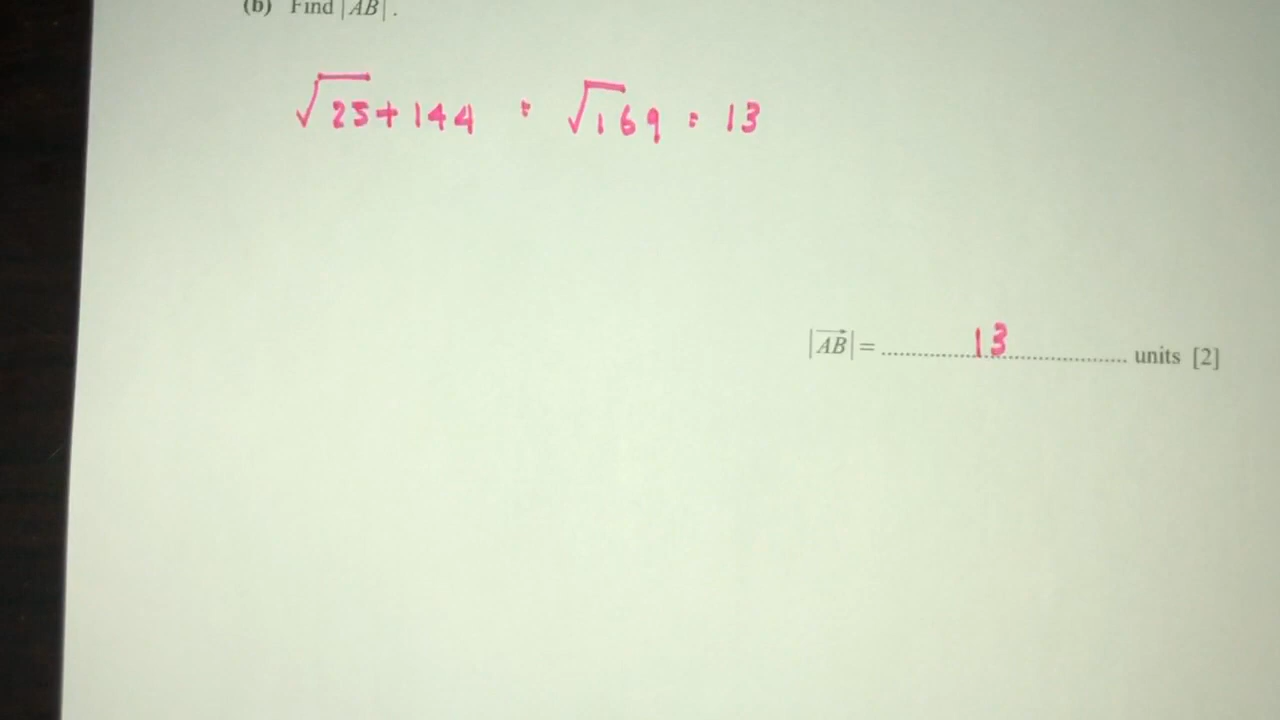 (b) Find |AB|.
√25+144 = √169 = 13
|AB| = ........13........ units [2]